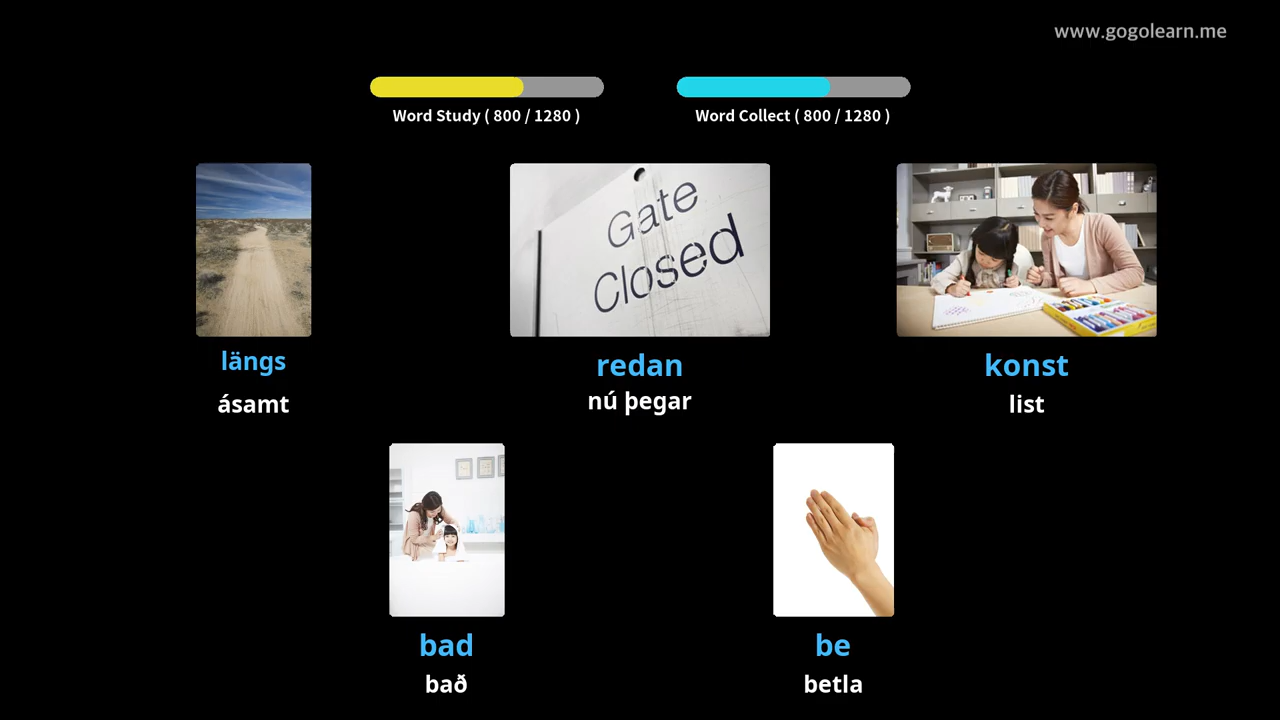 www.gogolearn.me
Word Study ( 800 / 1280 )
Word Collect ( 800 / 1280 )
Gate
Closed
längs
ásamt
redan
nú þegar
konst
list
bad
bað
be
betla